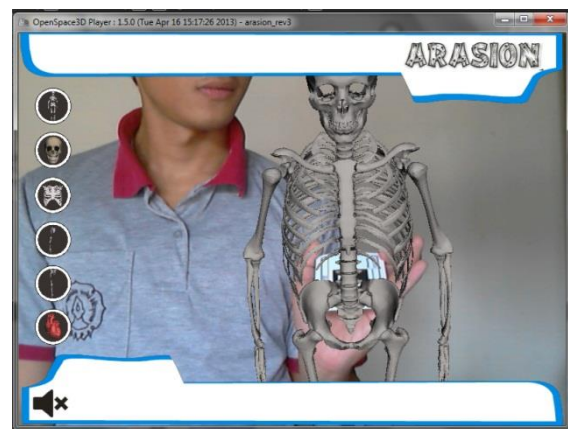 OpenSpace3D Player : 1.5.0 (Tue Apr 16 15:17:26 2013) - arasion_rev3
ARASION